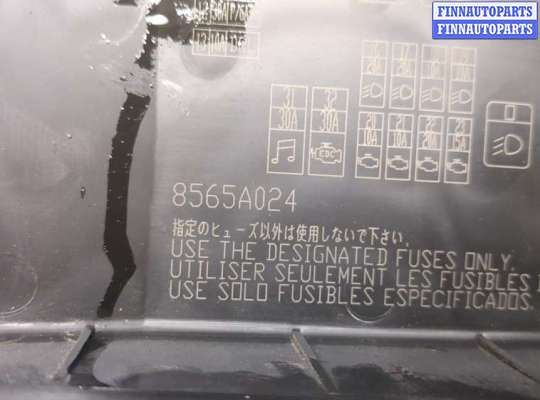 FINNAUTOPARTS
FINNAUTOPARTS
31 32
30A 30A
EBC
20 21 22 23
10A 10A 20A 15A
8565A024
指定のヒューズ以外は使用しないで下さい。
USE THE DESIGNATED FUSES ONLY.
UTILISER SEULEMENT LES FUSIBLES
USE SOLO FUSIBLES ESPECIFICADOS.